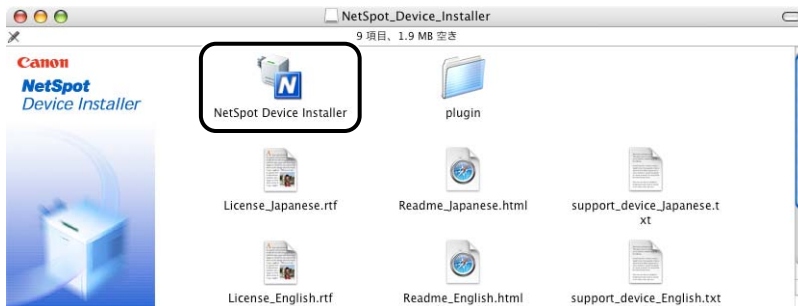 NetSpot_Device_Installer
9 項目、1.9 MB 空き
Canon
NetSpot
Device Installer
N
NetSpot Device Installer
plugin
License_Japanese.rtf
Readme_Japanese.html
support_device_Japanese.t
xt
License_English.rtf
Readme_English.html
support_device_English.txt